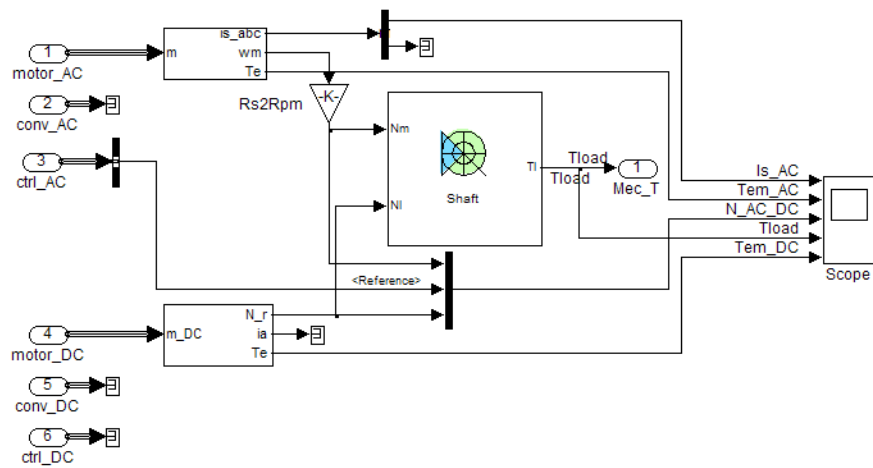 is_abc
1
m
wm
motor_AC
Te
2
-K-
Rs2Rpm
conv_AC
Nm
3
Tload
Tl
1
Is_AC
ctrl_AC
Tload
Mec_T
Tem_AC
Shaft
Nl
N_AC_DC
Tload
Tem_DC
Scope
<Reference>
N_r
4
m_DC
ia
motor_DC
Te
5
conv_DC
6
ctrl_DC